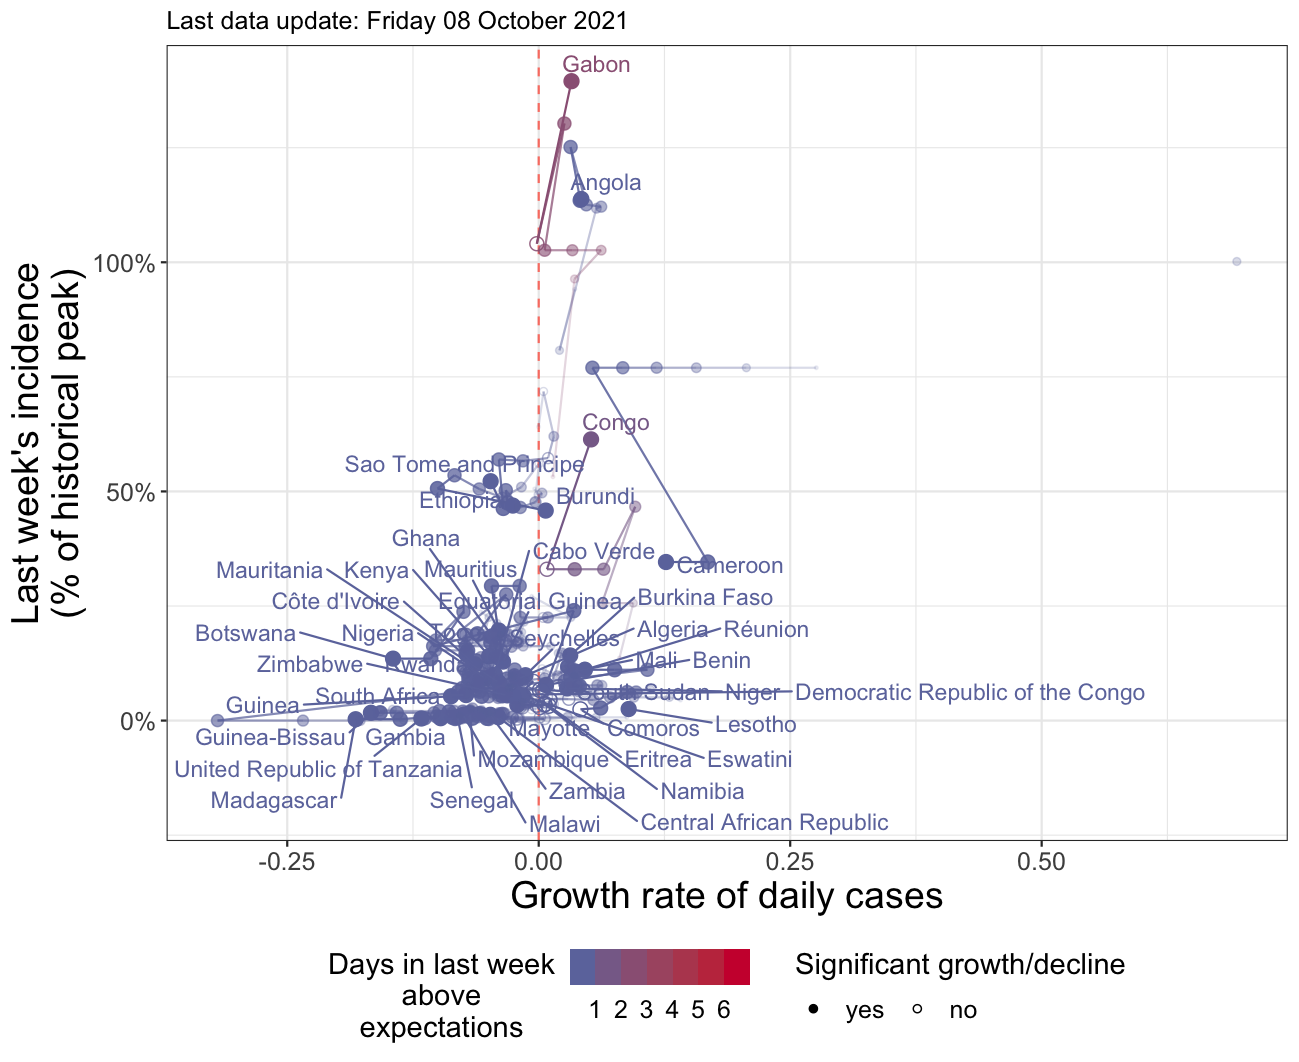 Last data update: Friday 08 October 2021
Gabon
Angola
100%
Congo
Sao Tome and Principe
50%
Ethiopia
Burundi
Ghana
Cabo Verde
Mauritania
Kenya
Mauritius
Cameroon
Côte d'Ivoire
Equatorial Guinea
Burkina Faso
Botswana
Nigeria
Togo
Seychelles
Algeria
Réunion
Zimbabwe
Rwanda
Mali
Benin
South Africa
South Sudan
Niger
Democratic Republic of the Congo
Guinea
0%
Guinea-Bissau
Gambia
Mayotte
Comoros
Lesotho
United Republic of Tanzania
Mozambique
Eritrea
Eswatini
Madagascar
Senegal
Zambia
Namibia
Malawi
Central African Republic
Last week's incidence
(% of historical peak)
-0.25
0.00
0.25
0.50
Growth rate of daily cases
Days in last week
above
expectations
1 2 3 4 5 6
Significant growth/decline
yes
no